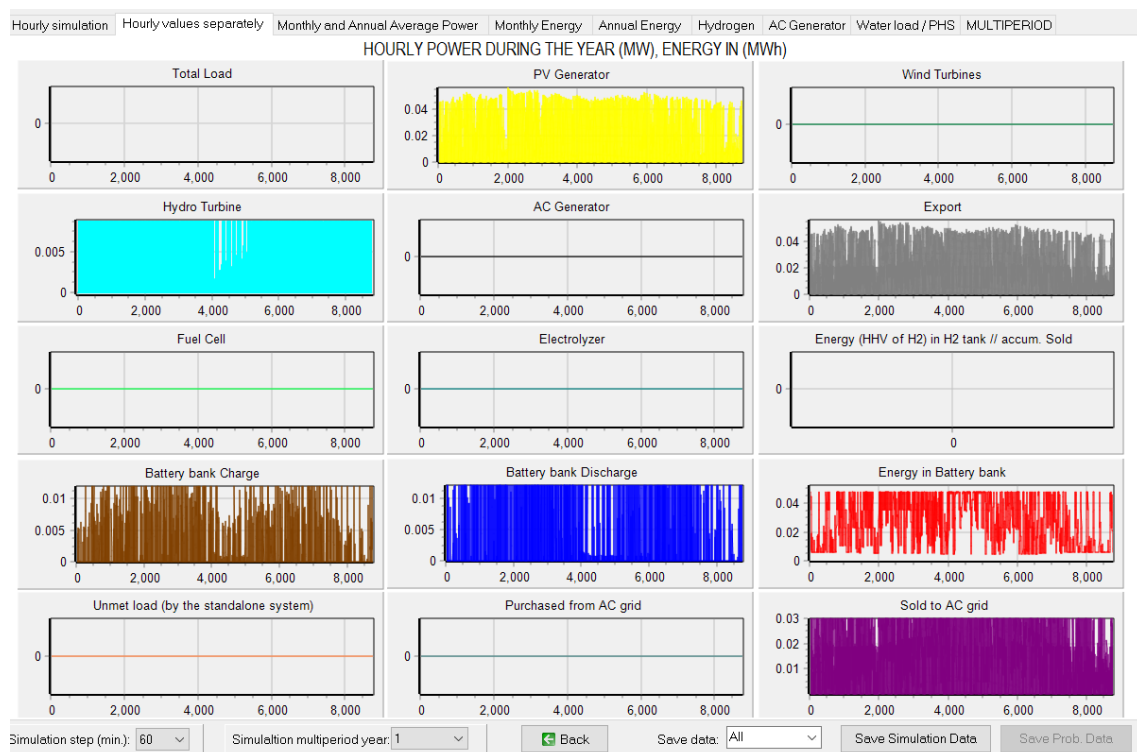 Hourly simulation Hourly values separately Monthly and Annual Average Power Monthly Energy Annual Energy Hydrogen AC Generator Water load / PHS MULTIPERIOD
HOURLY POWER DURING THE YEAR (MW), ENERGY IN (MWh)
Total Load
0
0 2,000 4,000 6,000 8,000
PV Generator
0.04
0.02
0
0 2,000 4,000 6,000 8,000
Wind Turbines
0
0 2,000 4,000 6,000 8,000
Hydro Turbine
0.005
0
0 2,000 4,000 6,000 8,000
AC Generator
0
0 2,000 4,000 6,000 8,000
Export
0.04
0.02
0
0 2,000 4,000 6,000 8,000
Fuel Cell
0
0 2,000 4,000 6,000 8,000
Electrolyzer
0
0 2,000 4,000 6,000 8,000
Energy (HHV of H2) in H2 tank // accum. Sold
0
0
Battery bank Charge
0.01
0.005
0
0 2,000 4,000 6,000 8,000
Battery bank Discharge
0.01
0.005
0
0 2,000 4,000 6,000 8,000
Energy in Battery bank
0.04
0.02
0
0 2,000 4,000 6,000 8,000
Unmet load (by the standalone system)
0
0 2,000 4,000 6,000 8,000
Purchased from AC grid
0
0 2,000 4,000 6,000 8,000
Sold to AC grid
0.03
0.02
0.01
0 2,000 4,000 6,000 8,000
Simulation step (min.): 60 Simulaltion multiperiod year: 1 Back Save data: All Save Simulation Data Save Prob. Data